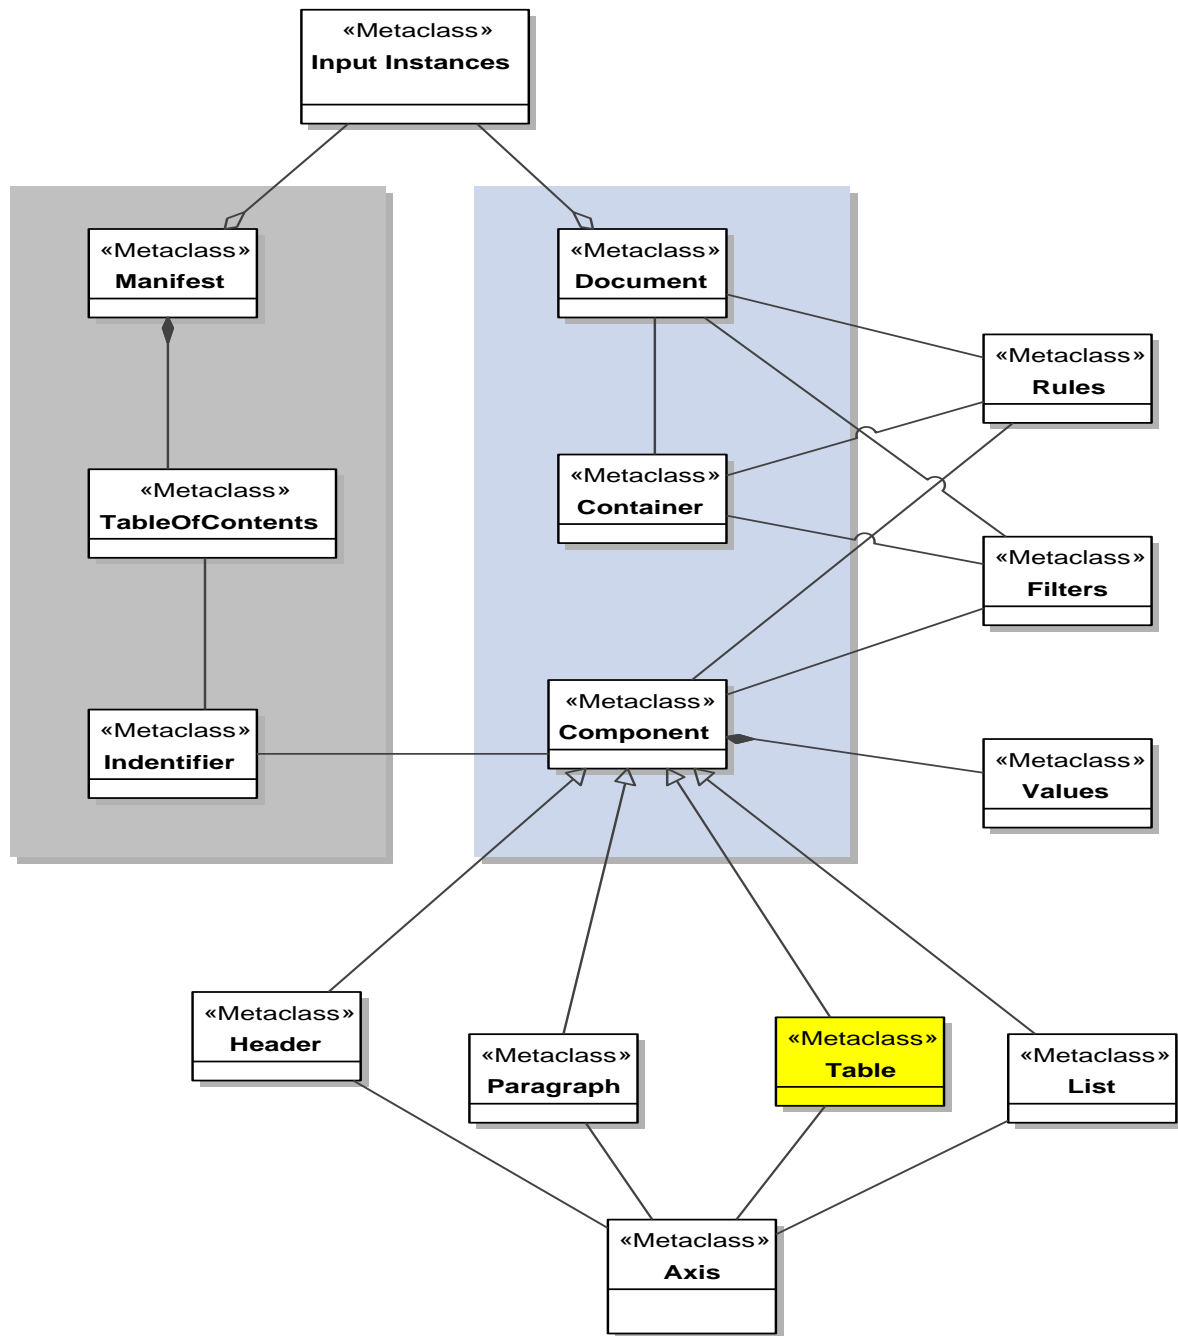 «Metaclass»
Input Instances
«Metaclass»
Manifest
«Metaclass»
Document
«Metaclass»
Rules
«Metaclass»
TableOfContents
«Metaclass»
Container
«Metaclass»
Filters
«Metaclass»
Indentifier
«Metaclass»
Component
«Metaclass»
Values
«Metaclass»
Header
«Metaclass»
Paragraph
«Metaclass»
Table
«Metaclass»
List
«Metaclass»
Axis